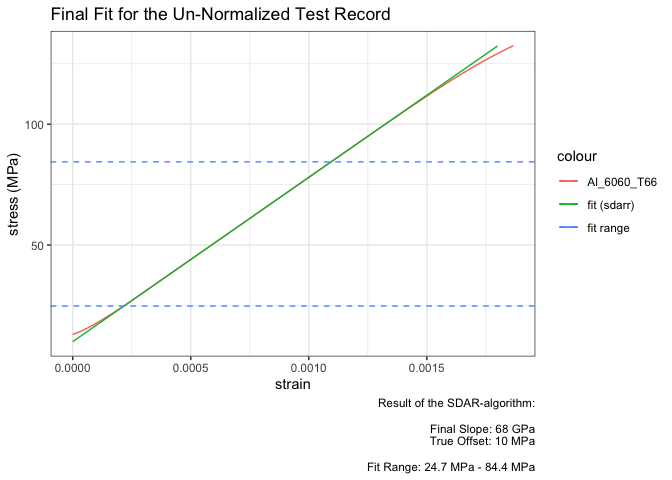 Final Fit for the Un-Normalized Test Record
stress (MPa)
100
50
0.0000 0.0005 0.0010 0.0015
strain
colour
Al_6060_T66
fit (sdarr)
fit range
Result of the SDAR-algorithm:
Final Slope: 68 GPa
True Offset: 10 MPa
Fit Range: 24.7 MPa - 84.4 MPa